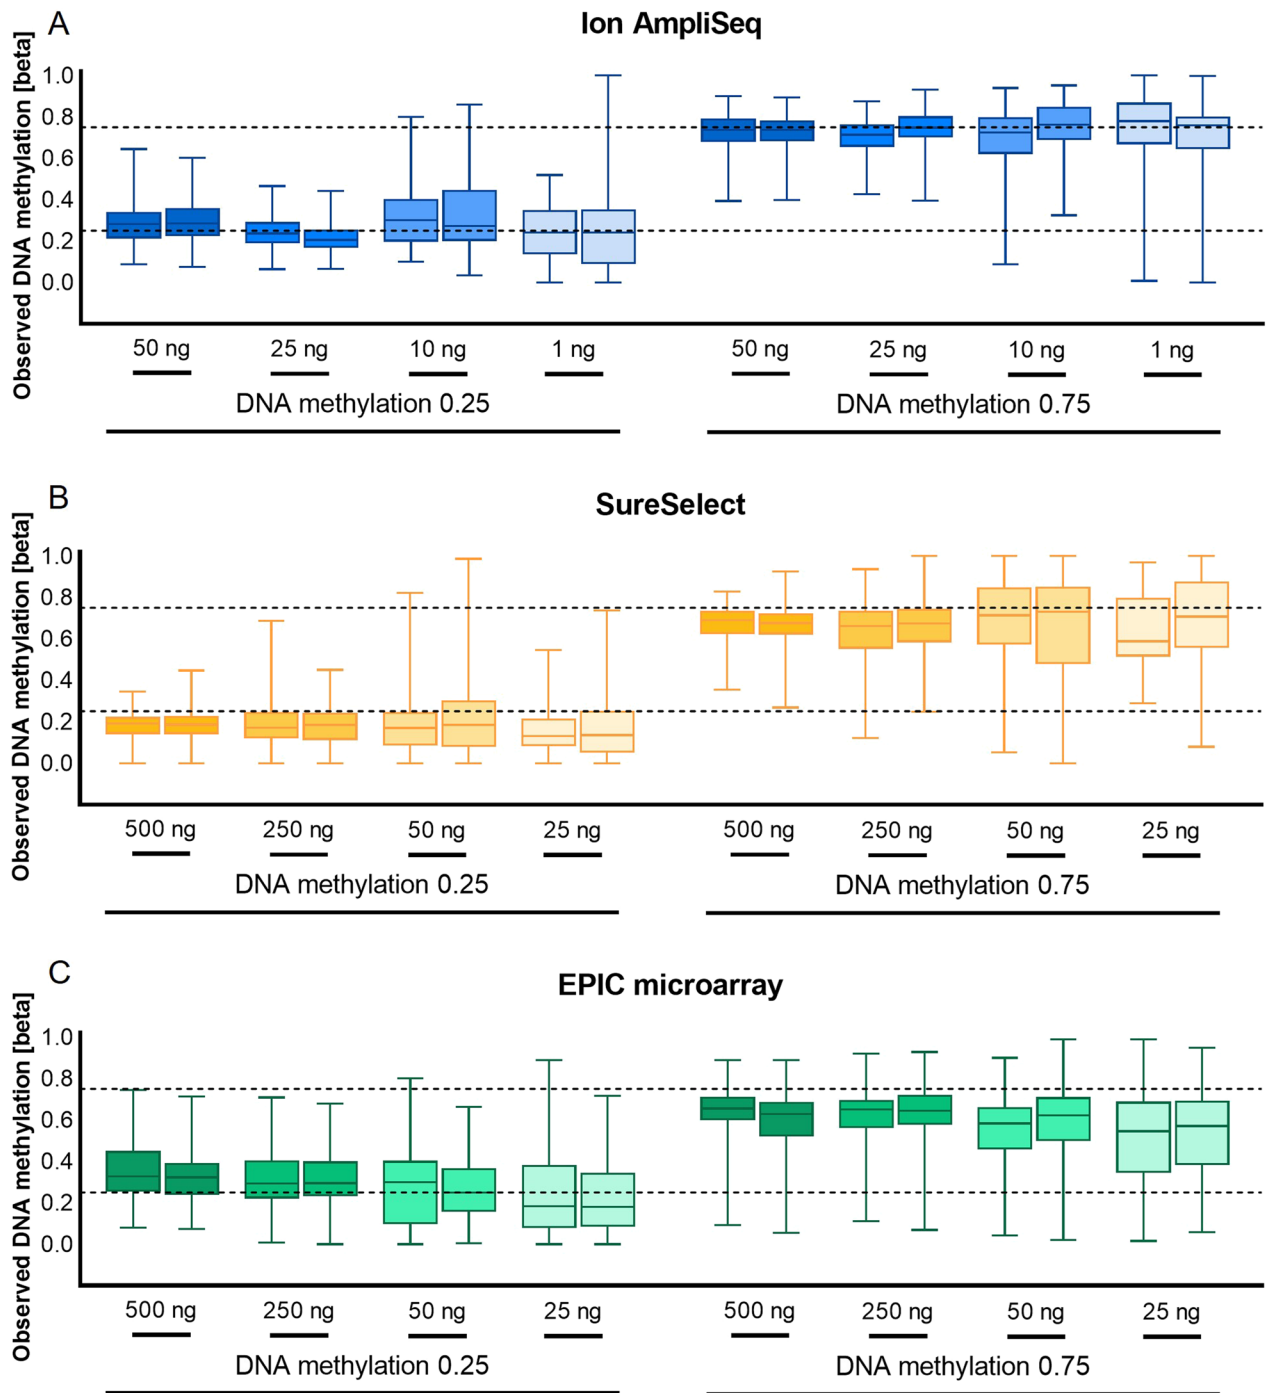 A
Ion AmpliSeq
Observed DNA methylation [beta]
1.0
0.8
0.6
0.4
0.2
0.0
50 ng 25 ng 10 ng 1 ng 50 ng 25 ng 10 ng 1 ng
DNA methylation 0.25 DNA methylation 0.75
B
SureSelect
Observed DNA methylation [beta]
1.0
0.8
0.6
0.4
0.2
0.0
500 ng 250 ng 50 ng 25 ng 500 ng 250 ng 50 ng 25 ng
DNA methylation 0.25 DNA methylation 0.75
C
EPIC microarray
Observed DNA methylation [beta]
1.0
0.8
0.6
0.4
0.2
0.0
500 ng 250 ng 50 ng 25 ng 500 ng 250 ng 50 ng 25 ng
DNA methylation 0.25 DNA methylation 0.75